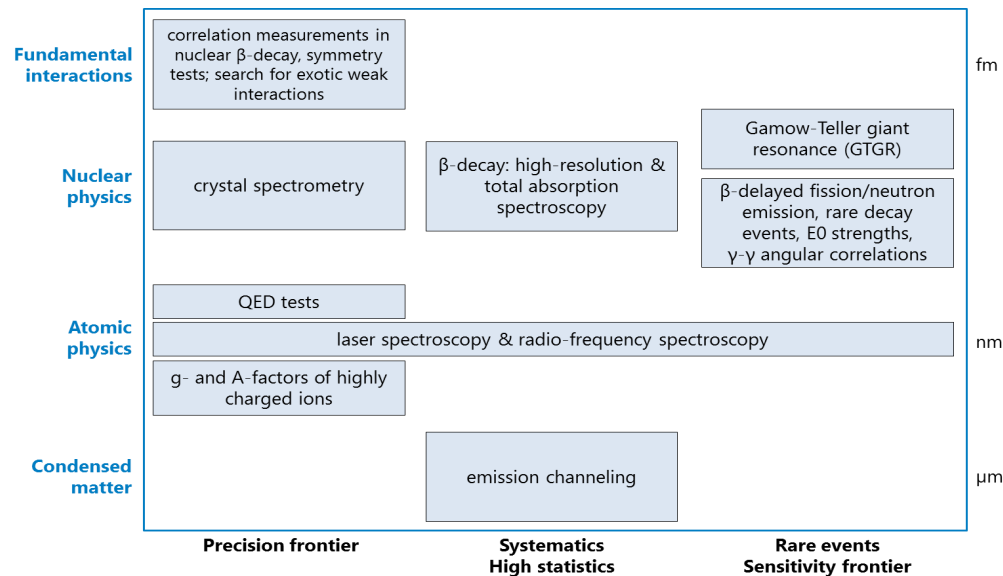 Fundamental
interactions
correlation measurements in
nuclear β-decay, symmetry
tests; search for exotic weak
interactions
fm
Nuclear
physics
crystal spectrometry
β-decay: high-resolution &
total absorption
spectroscopy
Gamow-Teller giant
resonance (GTGR)
β-delayed fission/neutron
emission, rare decay
events, E0 strengths,
γ-γ angular correlations
Atomic
physics
QED tests
laser spectroscopy & radio-frequency spectroscopy
nm
g- and A-factors of highly
charged ions
Condensed
matter
emission channeling
µm
Precision frontier
Systematics
High statistics
Rare events
Sensitivity frontier